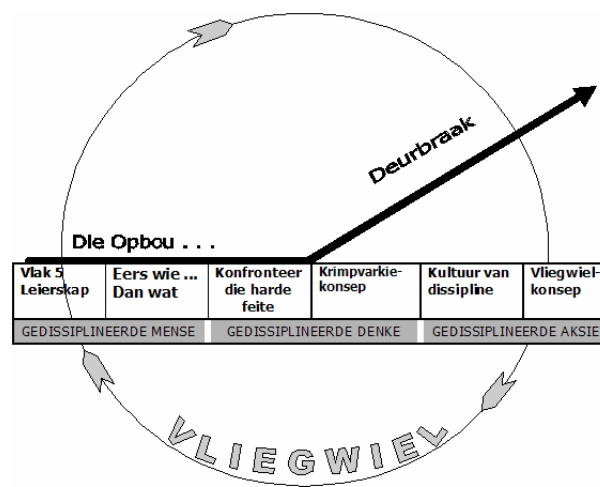 Deurbraak
Die Opbou . . .
Vlak 5
Leierskap
Eers wie ...
Dan wat
Konfronteer
die harde
feite
Krimpvarkie-
konsep
Kultuur van
dissipline
Vliegwiel-
konsep
GEDISSIPLINEERDE MENSE
GEDISSIPLINEERDE DENKE
GEDISSIPLINEERDE AKSIE
VLIEGWIEL